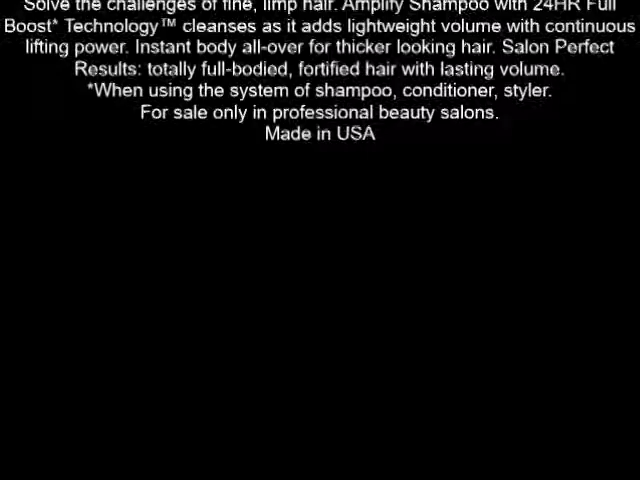 Solve the challenges of fine, limp hair. Amplify Shampoo with 24HR Full
Boost* Technology™ cleanses as it adds lightweight volume with continuous
lifting power. Instant body all-over for thicker looking hair. Salon Perfect
Results: totally full-bodied, fortified hair with lasting volume.
*When using the system of shampoo, conditioner, styler.
For sale only in professional beauty salons.
Made in USA